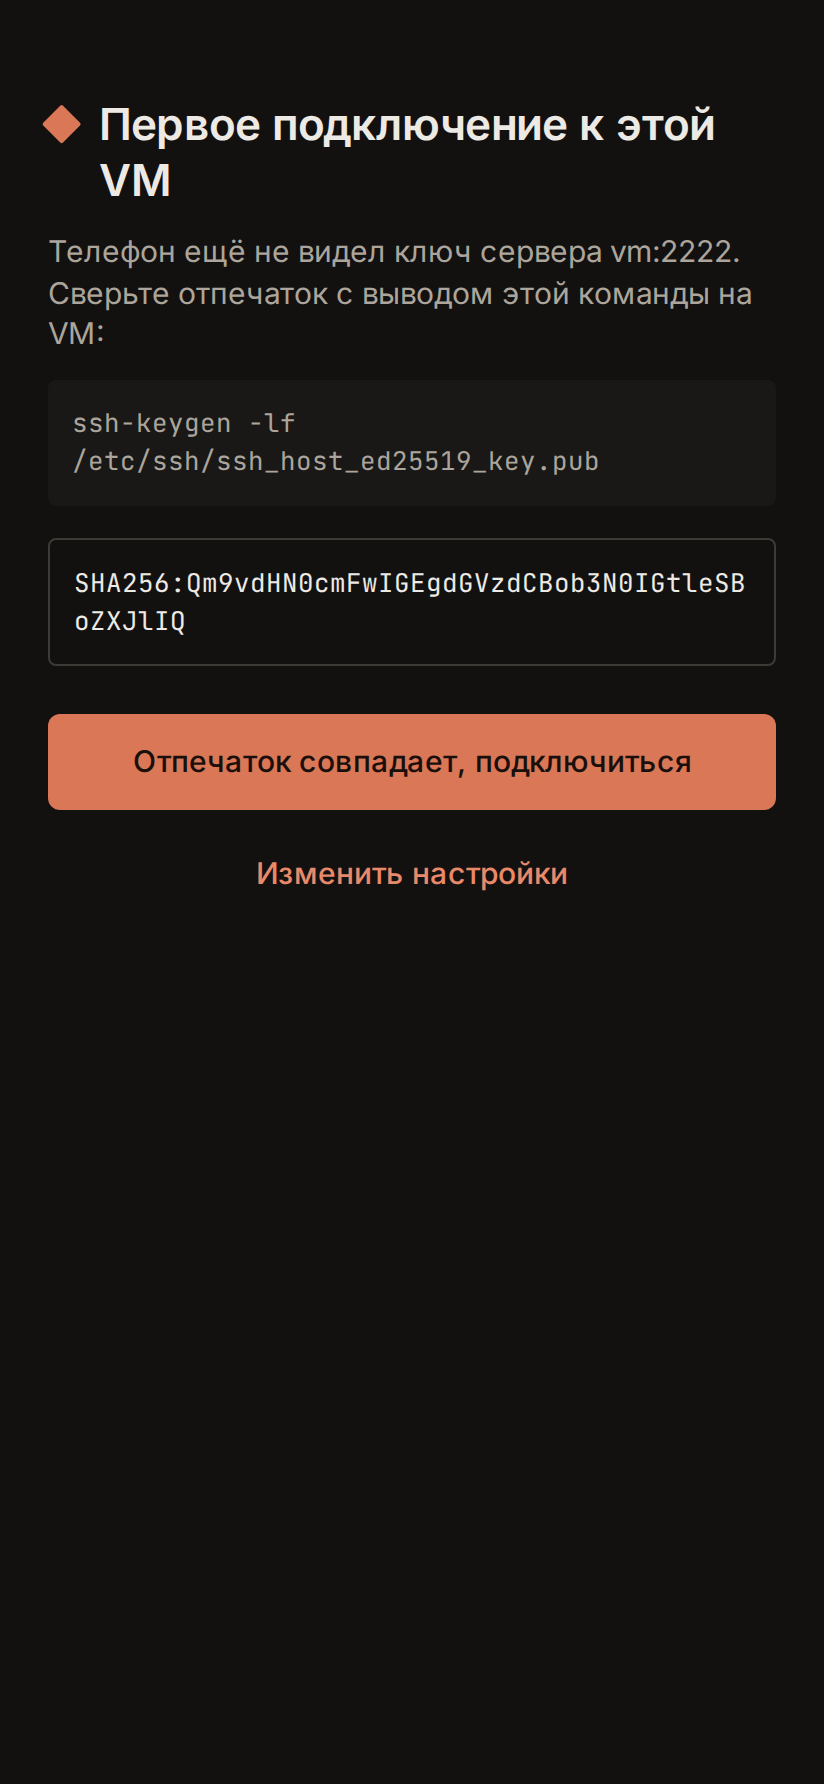 Первое подключение к этой
VM
Телефон ещё не видел ключ сервера vm:2222.
Сверьте отпечаток с выводом этой команды на
VM:
ssh-keygen -lf
/etc/ssh/ssh_host_ed25519_key.pub
SHA256:Qm9vdHN0cmFwIGEgdGVzdCBob3N0IGtleSB
oZXJlIQ
Отпечаток совпадает, подключиться
Изменить настройки